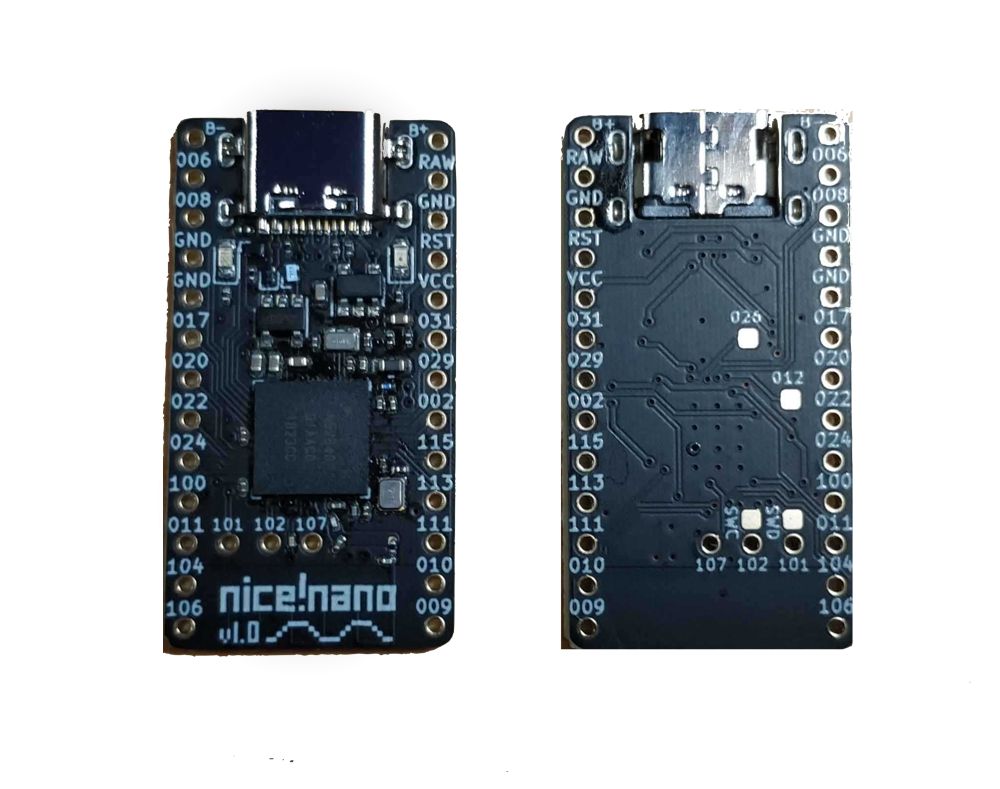 B- B+
006 RAW
008 GND
GND RST
GND VCC
017 031
020 029
022 002
024 115
100 113
011 101 102 107 111
104 010
106 009
nice!nano
v1.0
B+ B
RAW 006
GND 008
RST GND
VCC GND
031 017
026
029 020
012
002 022
115 024
113 100
SWC SWD
111 011
107 102 101
010 104
009 106